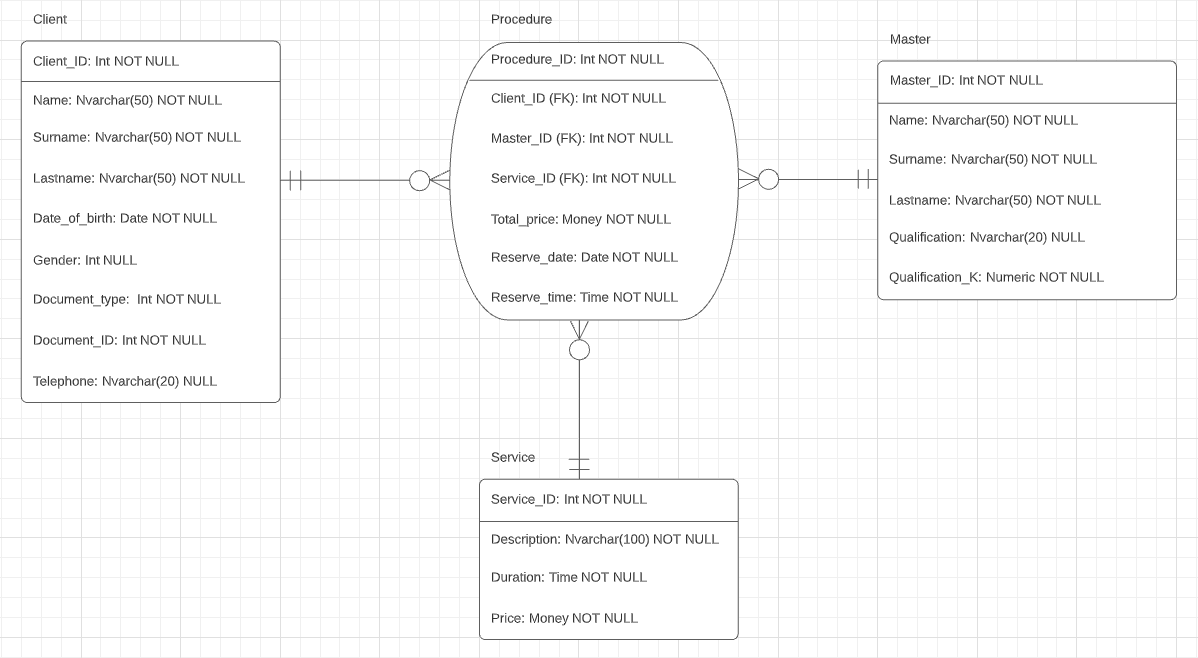 Client
Client_ID: Int NOT NULL
Name: Nvarchar(50) NOT NULL
Surname: Nvarchar(50) NOT NULL
Lastname: Nvarchar(50) NOT NULL
Date_of_birth: Date NOT NULL
Gender: Int NULL
Document_type:  Int NOT NULL
Document_ID: Int NOT NULL
Telephone: Nvarchar(20) NULL
Procedure
Procedure_ID: Int NOT NULL
Client_ID (FK): Int NOT NULL
Master_ID (FK): Int NOT NULL
Service_ID (FK): Int NOT NULL
Total_price: Money NOT NULL
Reserve_date: Date NOT NULL
Reserve_time: Time NOT NULL
Master
Master_ID: Int NOT NULL
Name: Nvarchar(50) NOT NULL
Surname: Nvarchar(50) NOT NULL
Lastname: Nvarchar(50) NOT NULL
Qualification: Nvarchar(20) NULL
Qualification_K: Numeric NOT NULL
Service
Service_ID: Int NOT NULL
Description: Nvarchar(100) NOT NULL
Duration: Time NOT NULL
Price: Money NOT NULL